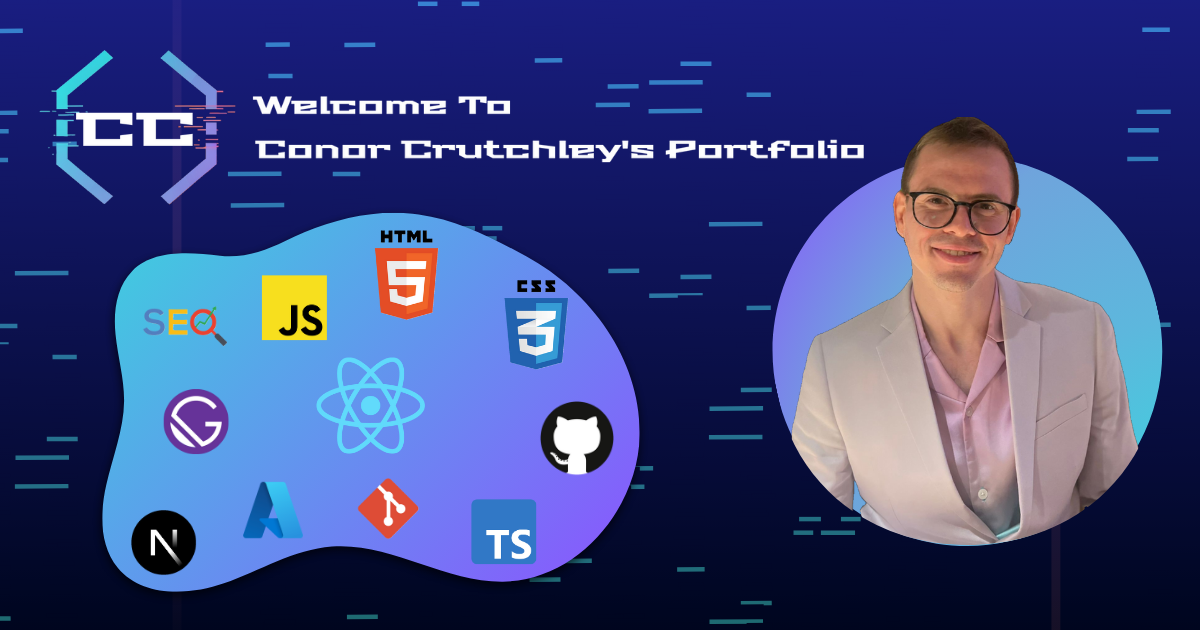 CC
Welcome To
Conor Crutchley's Portfolio
HTML
5
CSS
3
SEO
JS
G
N
TS